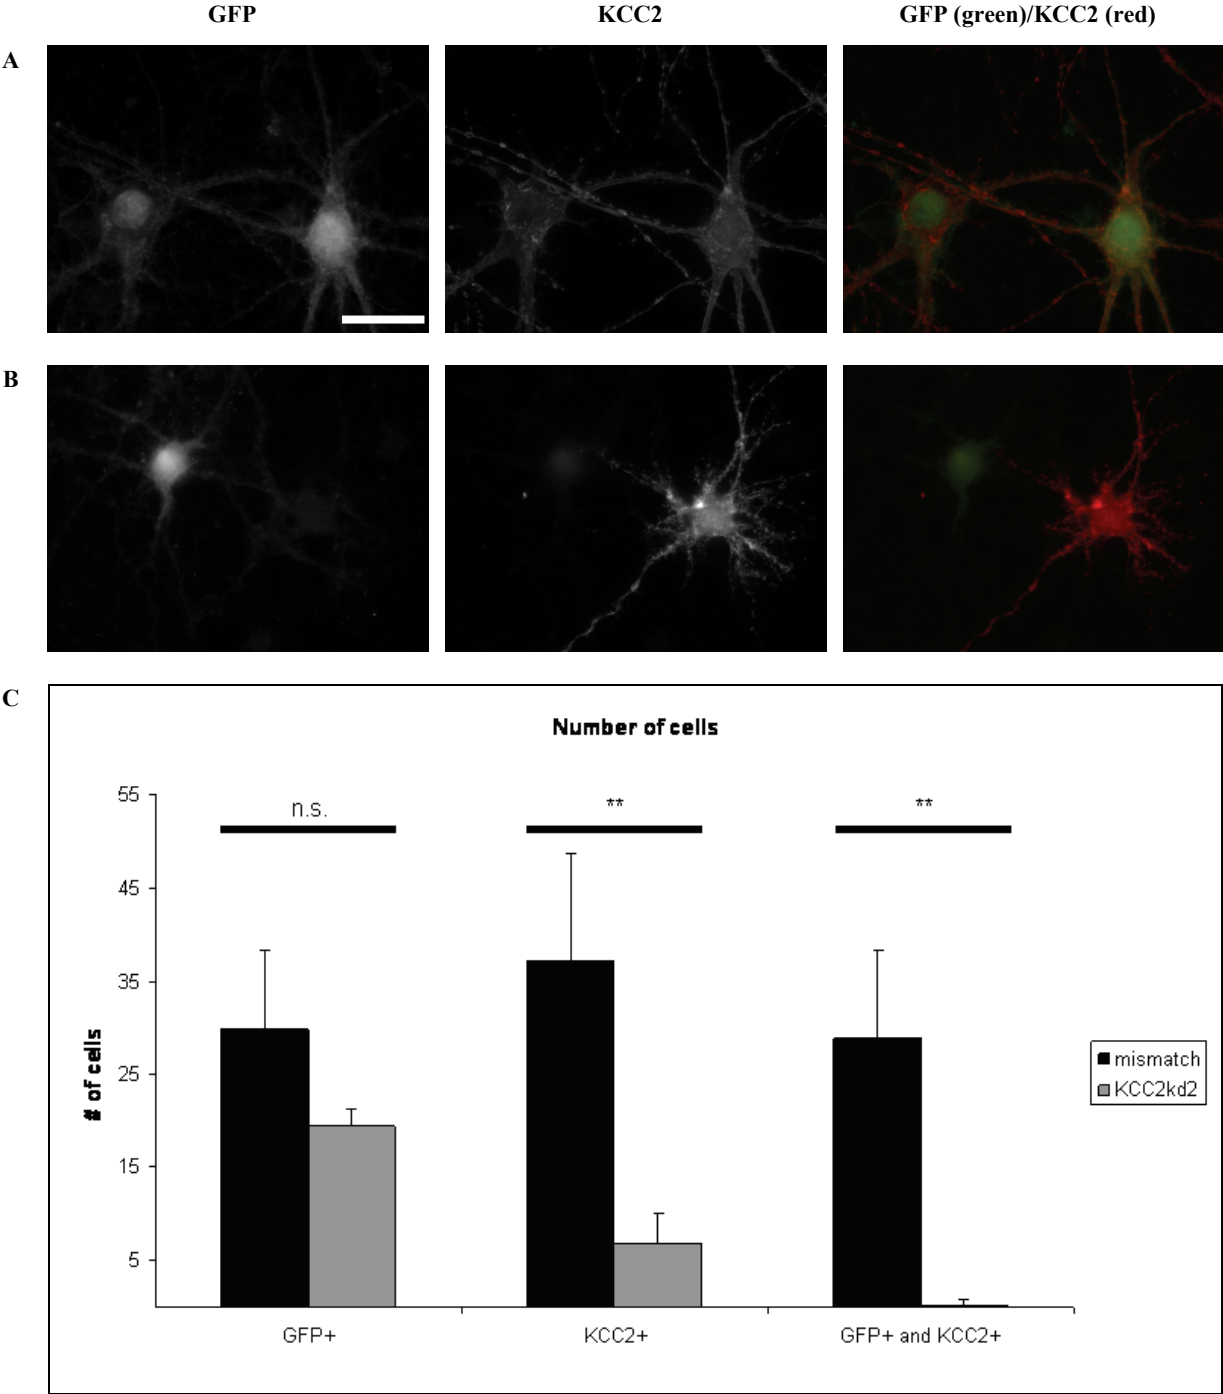 GFP KCC2 GFP (green)/KCC2 (red)
A
B
C
Number of cells
55
n.s. ** **
45
35
25
15
5
# of cells
mismatch
KCC2kd2
GFP+ KCC2+ GFP+ and KCC2+